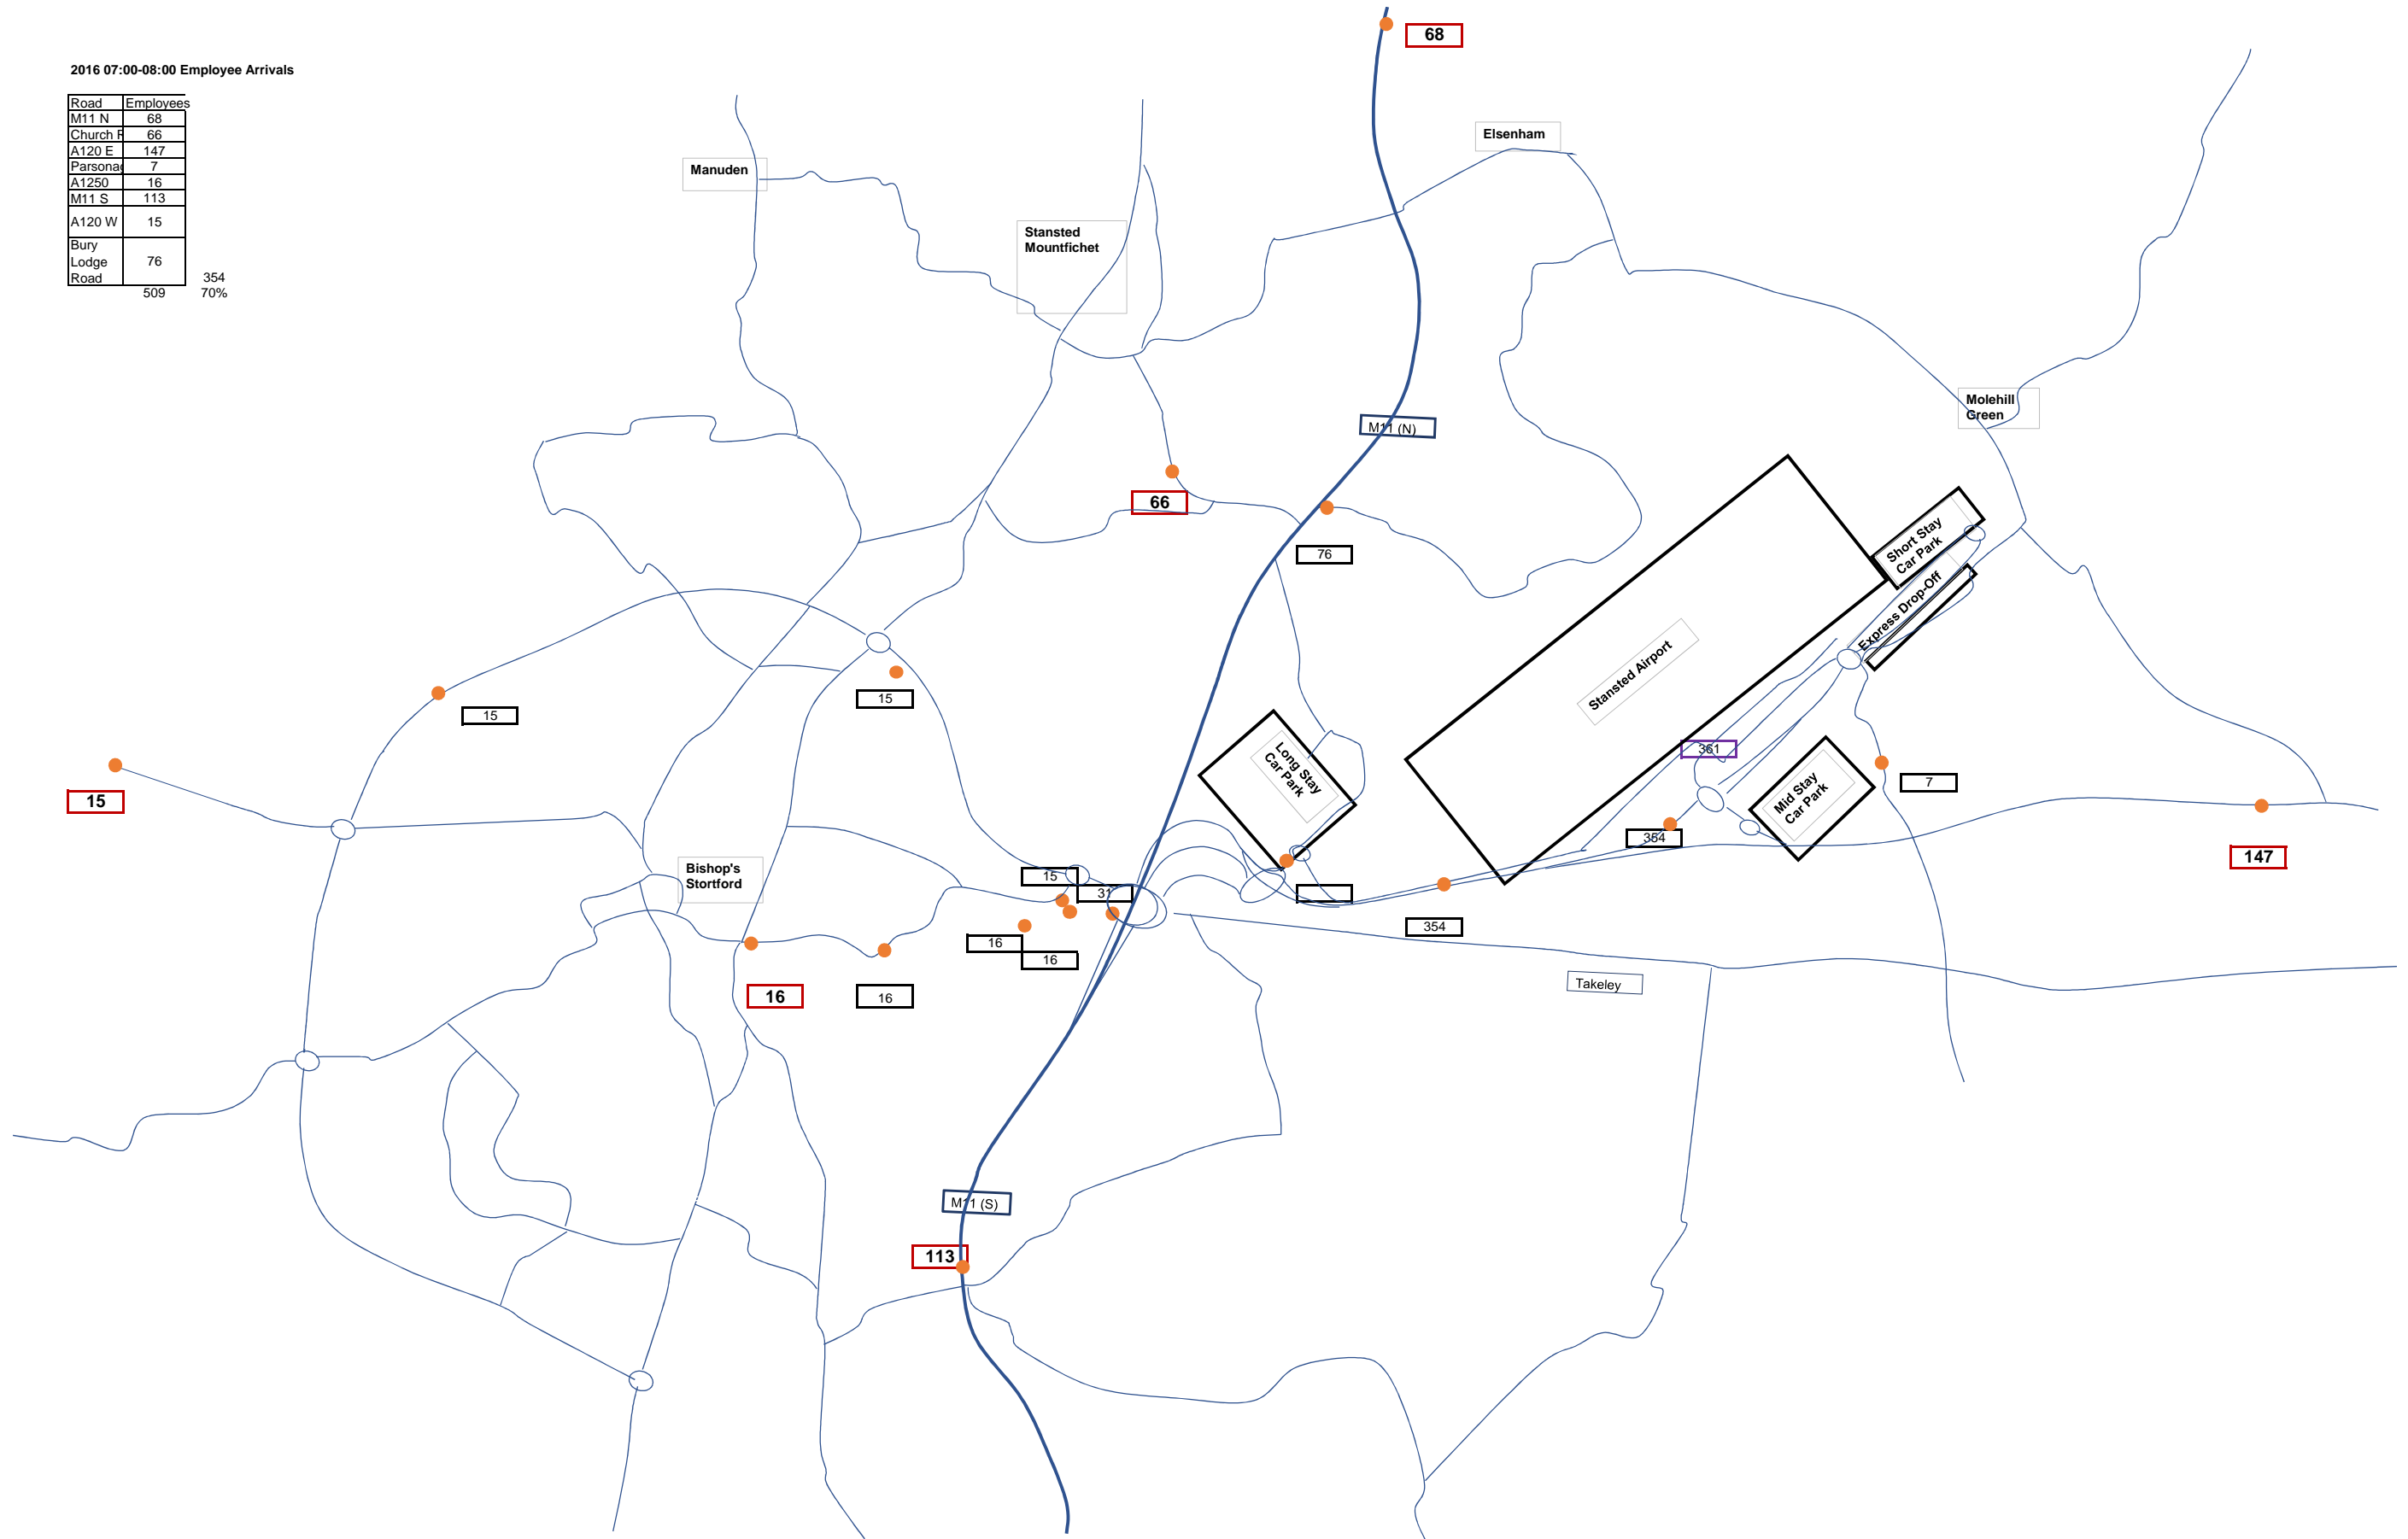 68
2016 07:00-08:00 Employee Arrivals
Road Employees
M11 N 68
Church R 66
A120 E 147
Parsonag 7
A1250 16
M11 S 113
A120 W 15
Bury
Lodge 76
Road 354
509 70%
Elsenham
Manuden
Stansted
Mountfichet
Molehill
Green
M11 (N)
66
76
Short Stay
Car Park
Express Drop-Off
Stansted Airport
15
15
15
Long Stay
Car Park
361
Mid Stay
Car Park
7
354
147
Bishop's
Stortford
15
31
354
16
16
16
16
Takeley
M11 (S)
113